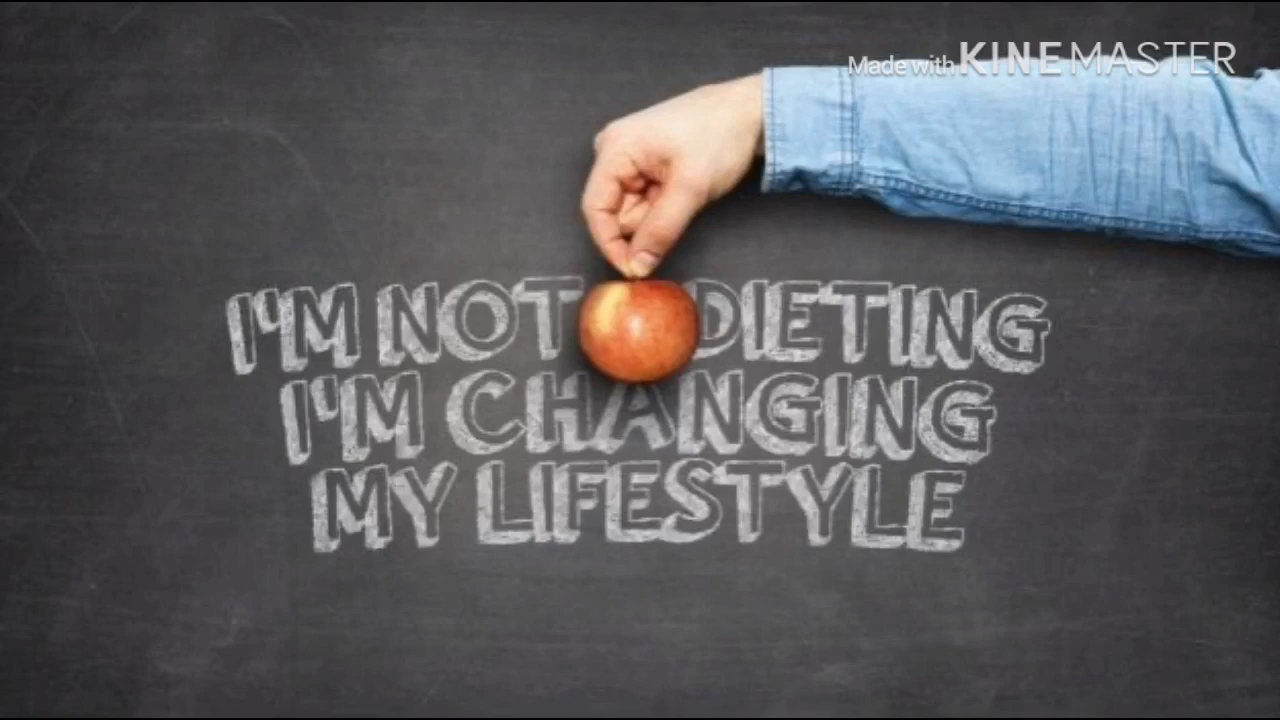 Made with KINEMASTER
I'M NOT DIETING
I'M CHANGING
MY LIFESTYLE